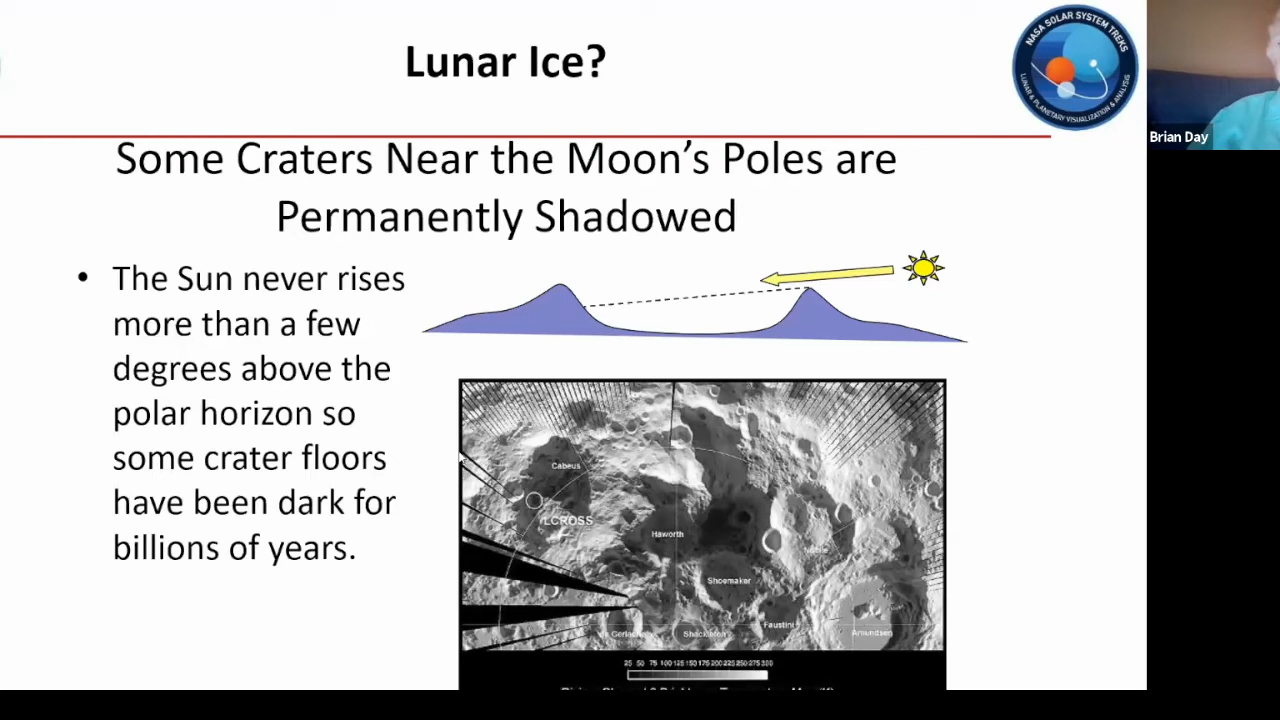 Lunar Ice?
NASA SOLAR SYSTEM TREKS
LUNAR & PLANETARY VISUALIZATION & ANALYSIS
Brian Day
Some Craters Near the Moon’s Poles are
Permanently Shadowed
• The Sun never rises
more than a few
degrees above the
polar horizon so
some crater floors
have been dark for
billions of years.
Cabeus
LCROSS
Haworth
Nobile
Shoemaker
Faustini
de Gerlache
Shackleton
Amundsen
25 50 75 100 125 150 175 200 225 250 275 300